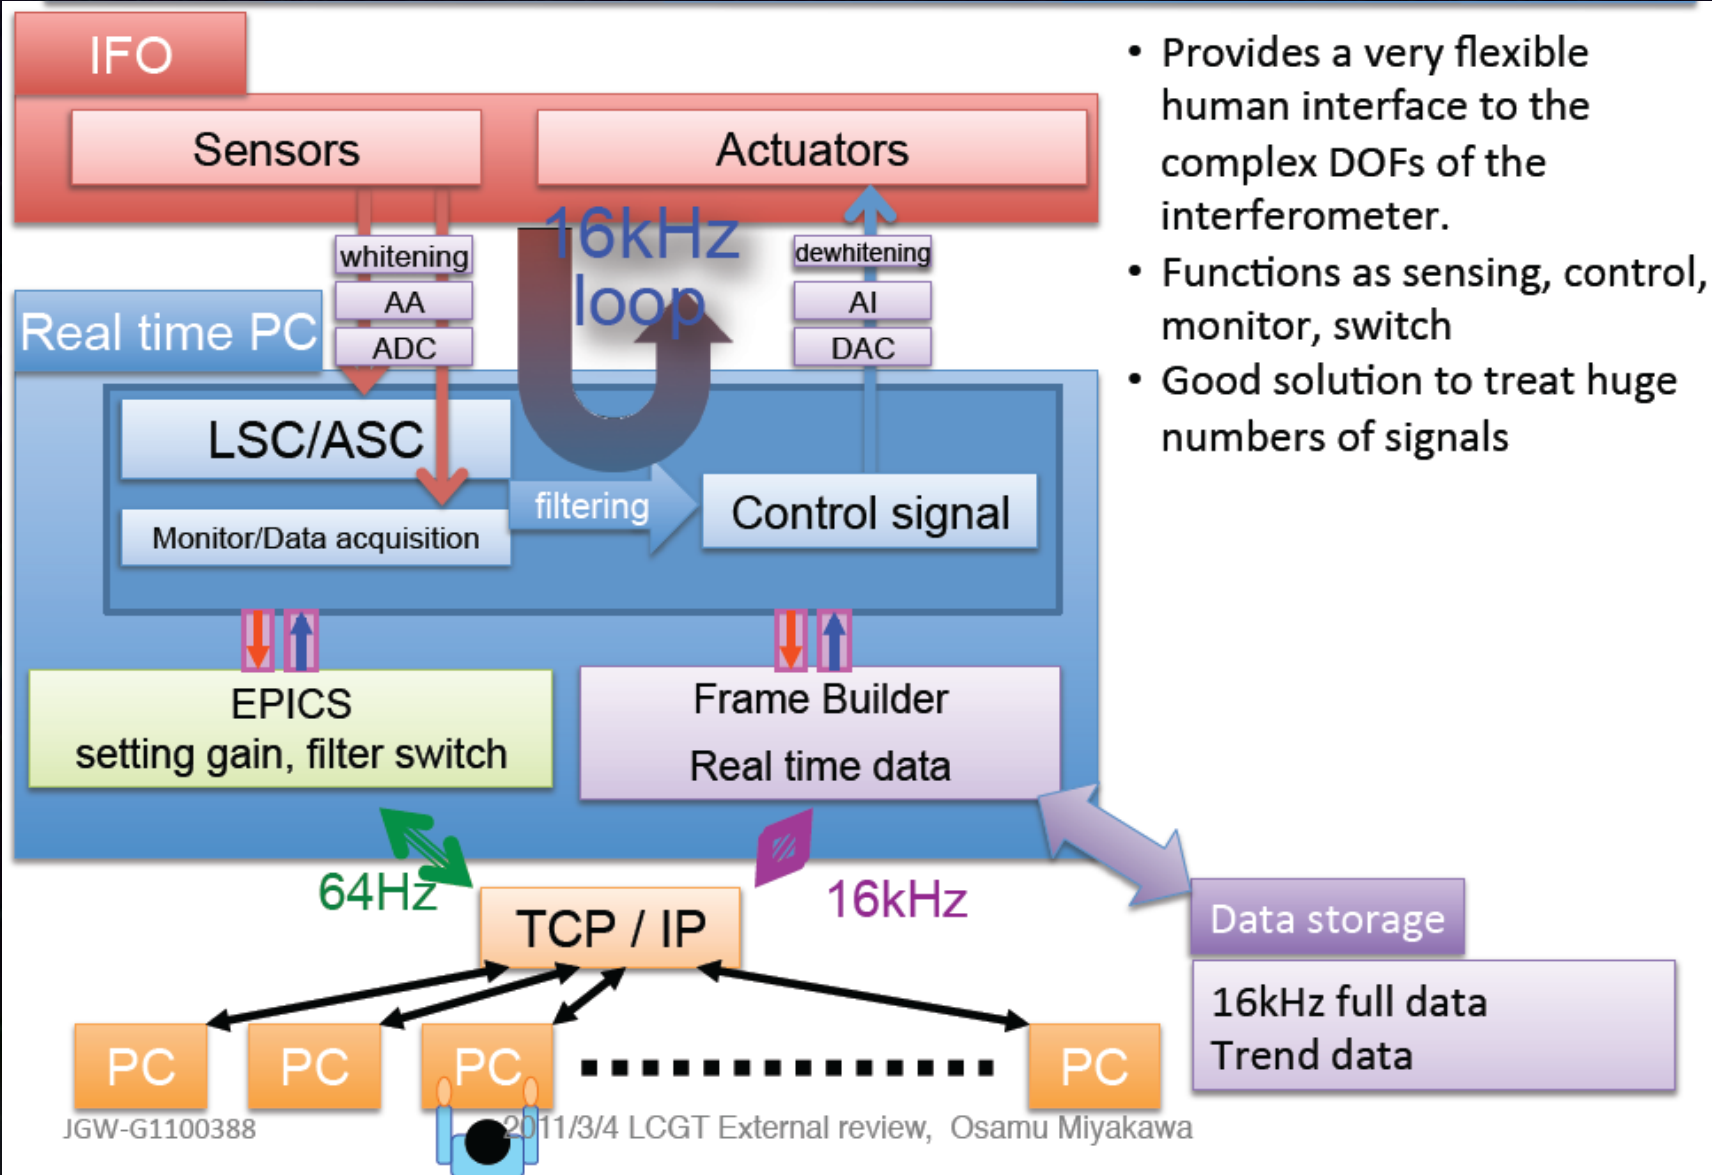 IFO
Sensors
Actuators
16kHz
loop
whitening
AA
ADC
dewhitening
AI
DAC
Real time PC
LSC/ASC
Monitor/Data acquisition
filtering
Control signal
EPICS
setting gain, filter switch
Frame Builder
Real time data
64Hz
16kHz
TCP / IP
Data storage
16kHz full data
Trend data
PC
PC
PC
PC
• Provides a very flexible
human interface to the
complex DOFs of the
interferometer.
• Functions as sensing, control,
monitor, switch
• Good solution to treat huge
numbers of signals
JGW-G1100388
2011/3/4 LCGT External review, Osamu Miyakawa